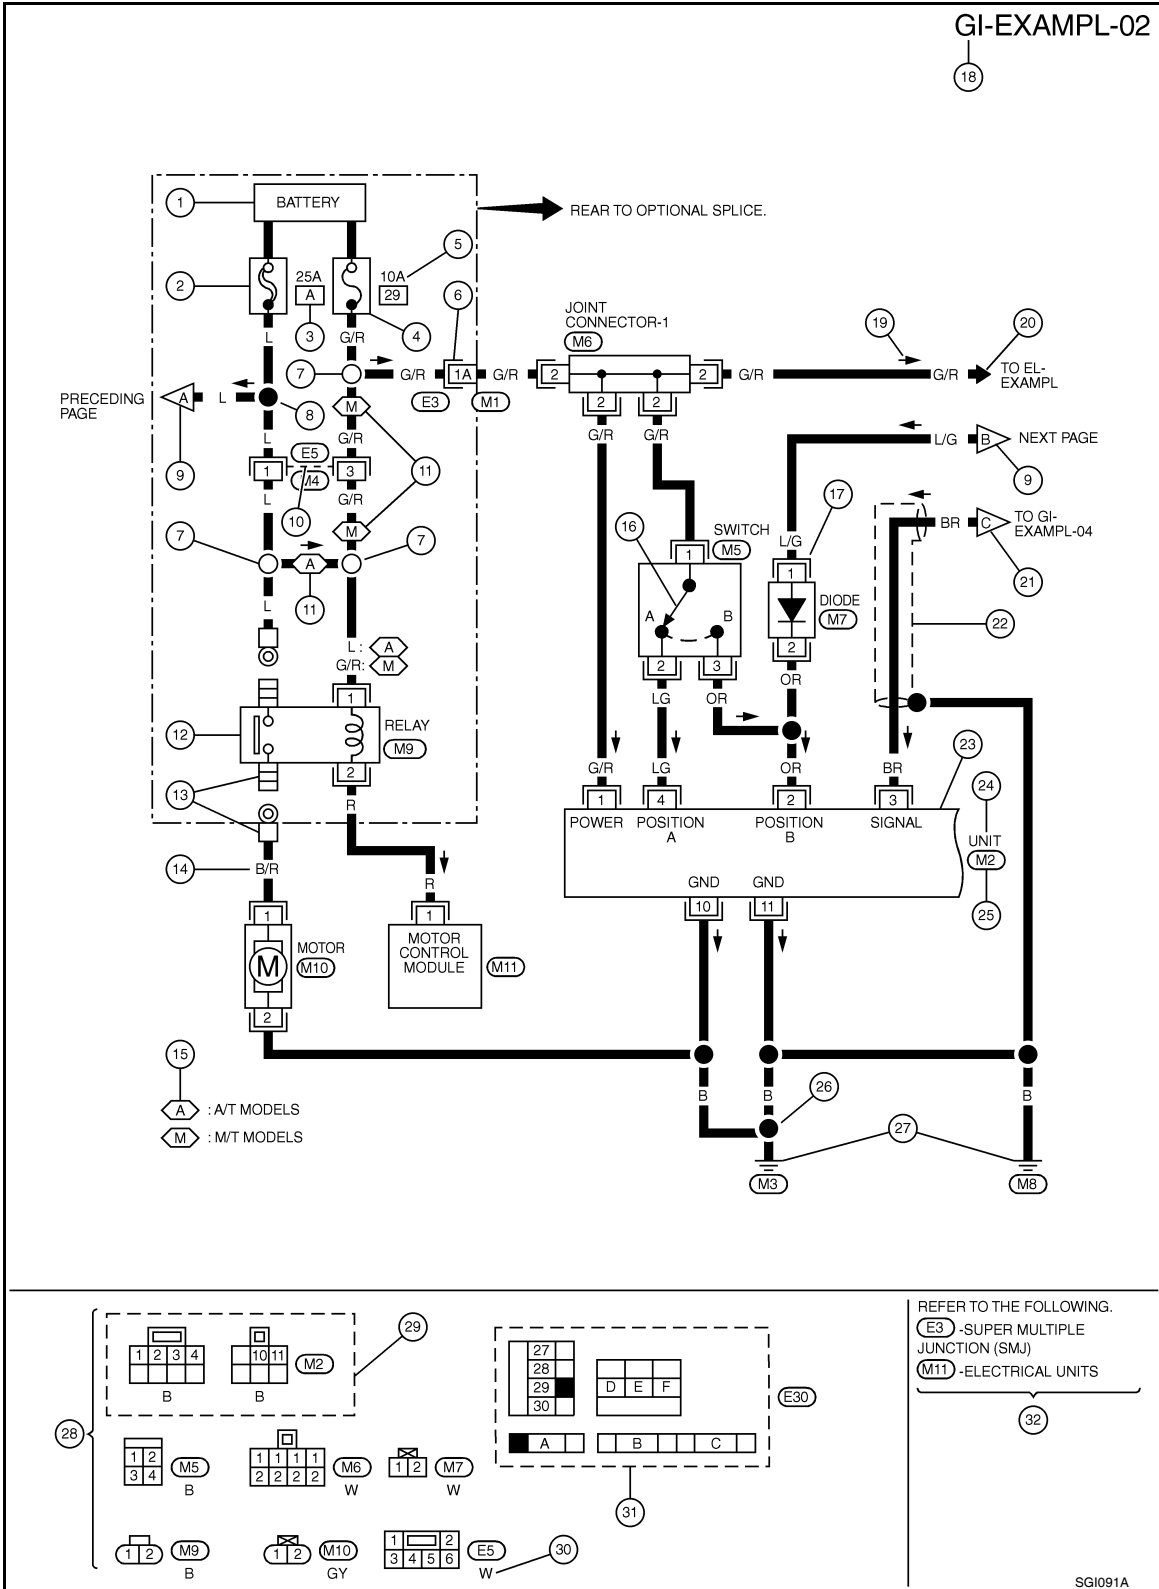 GI-EXAMPL-02
18
1
BATTERY
REAR TO OPTIONAL SPLICE.
5
2
25A
A
10A
29
6
3
4
JOINT
CONNECTOR-1
M6
19
20
L
G/R
7
G/R
1A
G/R
2
2
G/R
G/R
TO EL-
EXAMPL
E3
M1
PRECEDING
PAGE
A
L
8
M
2
2
G/R
G/R
L
G/R
L/G
B
NEXT PAGE
9
1
E5
M4
3
11
9
L
G/R
10
17
BR
C
TO GI-
EXAMPL-04
7
M
7
16
SWITCH
M5
L/G
A
1
1
21
11
L
A
B
DIODE
M7
22
L :
A
G/R:
M
2
3
2
1
LG
OR
OR
12
RELAY
M9
23
2
G/R
LG
OR
BR
13
R
1
4
2
3
24
POWER
POSITION
A
POSITION
B
SIGNAL
UNIT
M2
14
B/R
R
GND
GND
10
11
25
1
1
M
MOTOR
M10
MOTOR
CONTROL
MODULE
M11
2
15
26
B
B
B
A
: A/T MODELS
M
: M/T MODELS
27
M3
M8
REFER TO THE FOLLOWING.
E3
-SUPER MULTIPLE
JUNCTION (SMJ)
M11
-ELECTRICAL UNITS
32
29
1 2 3 4
10 11
M2
B
B
27
28
29
30
D E F
E30
A
B
C
31
28
1 2
3 4
M5
B
1 1 1 1
2 2 2 2
M6
W
1 2
M7
W
1 2
M9
B
1 2
M10
GY
1 2
3 4 5 6
E5
W
30
SGI091A